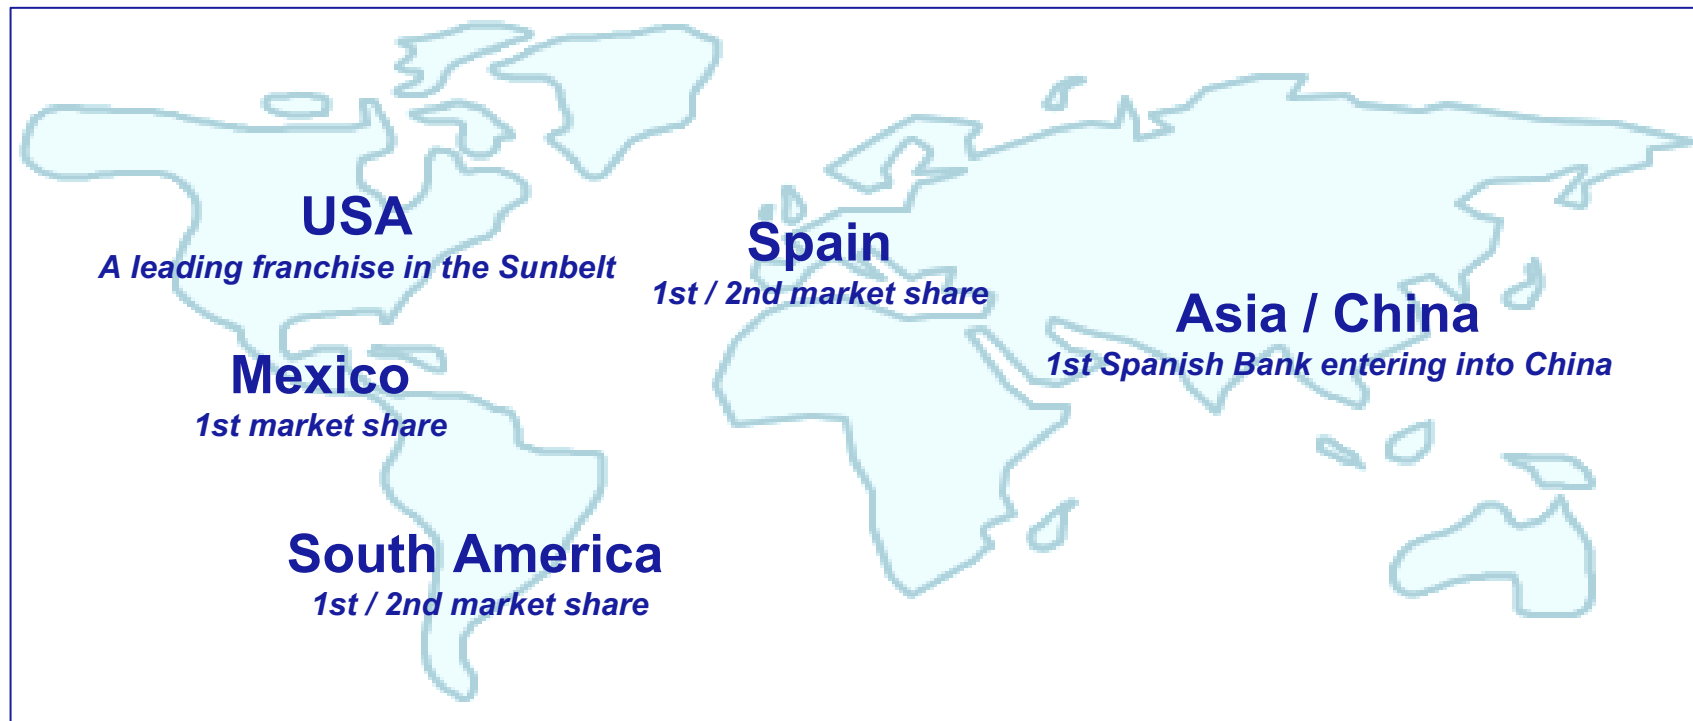 USA
A leading franchise in the Sunbelt
Spain
1st / 2nd market share
Asia / China
1st Spanish Bank entering into China
Mexico
1st market share
South America
1st / 2nd market share